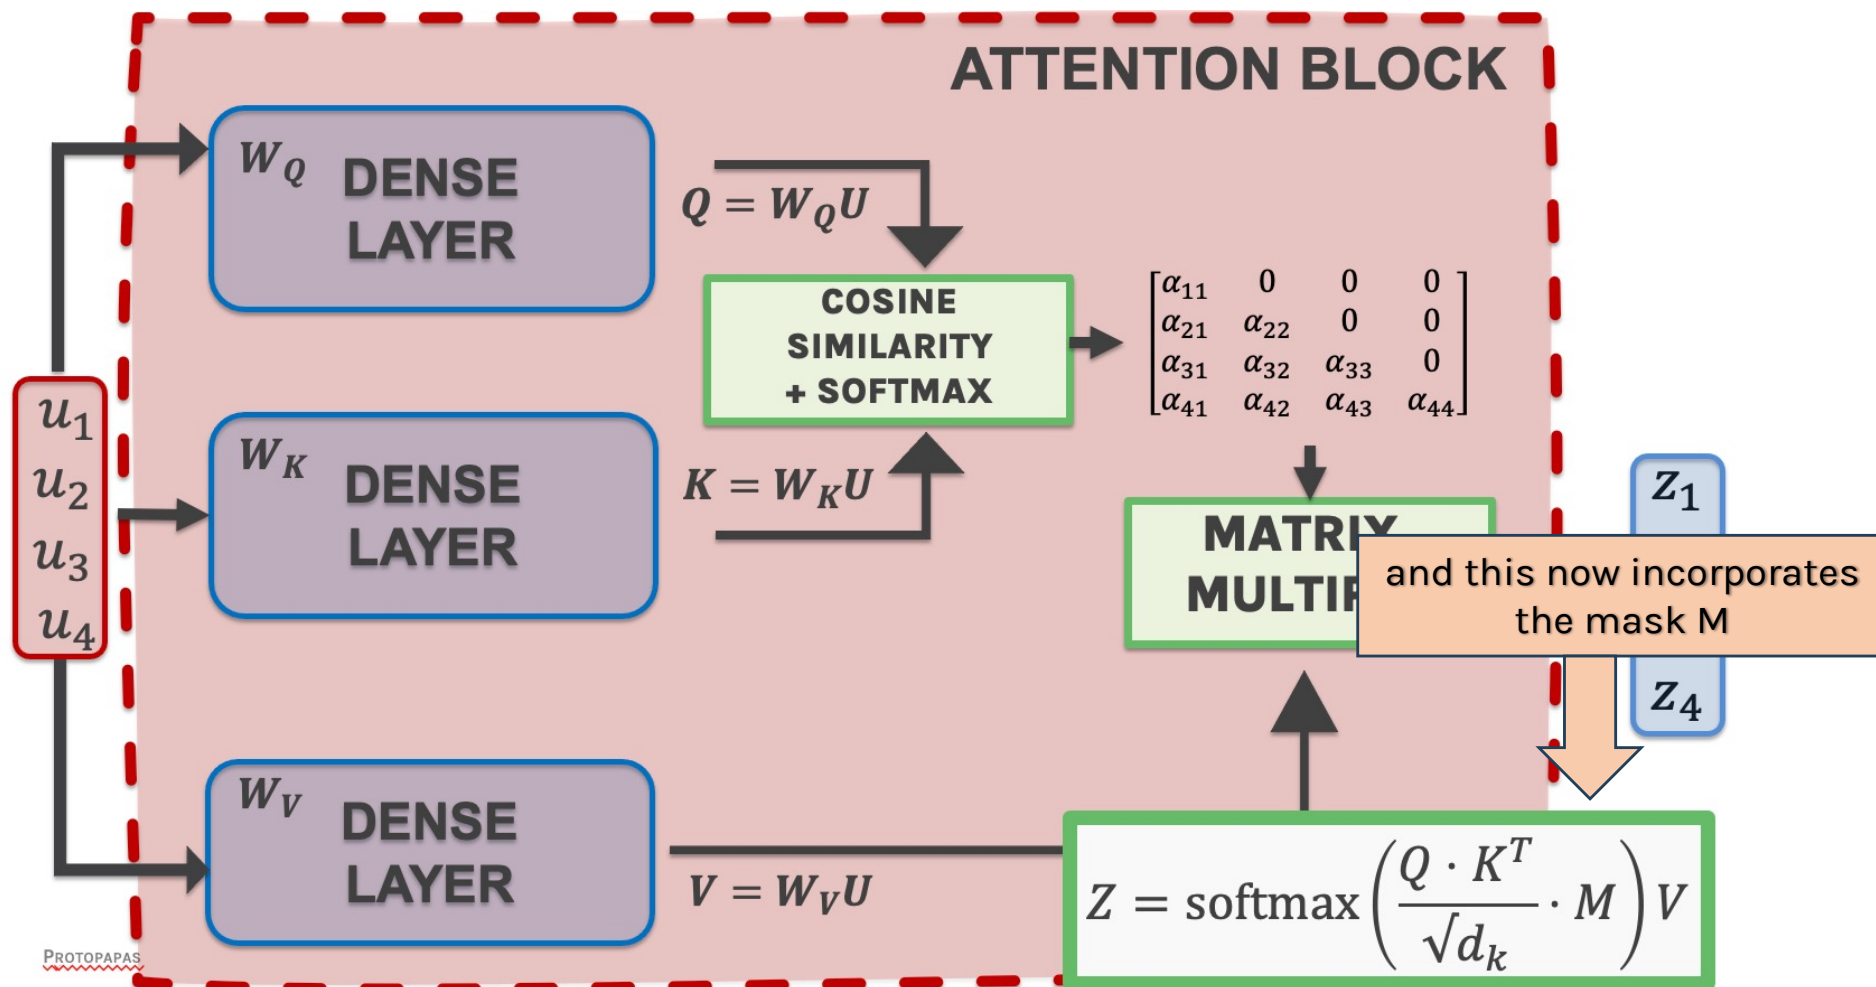 ATTENTION BLOCK
W_Q
DENSE
LAYER
Q = W_Q U
COSINE
SIMILARITY
+ SOFTMAX
α₁₁ 0 0 0
α₂₁ α₂₂ 0 0
α₃₁ α₃₂ α₃₃ 0
α₄₁ α₄₂ α₄₃ α₄₄
u₁
u₂
u₃
u₄
W_K
DENSE
LAYER
K = W_K U
MATRIX
z₁
and this now incorporates
the mask M
z₄
W_V
DENSE
LAYER
V = W_V U
Z = softmax(Q · K^T / √d_k · M) V
PROTOPAPAS